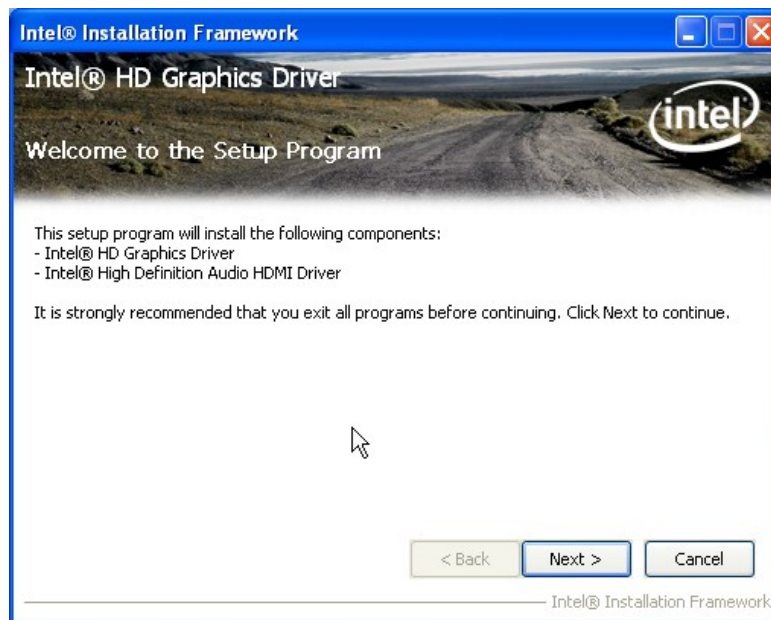 Intel® Installation Framework
Intel® HD Graphics Driver
intel
Welcome to the Setup Program
This setup program will install the following components:
- Intel® HD Graphics Driver
- Intel® High Definition Audio HDMI Driver
It is strongly recommended that you exit all programs before continuing. Click Next to continue.
< Back Next > Cancel
Intel® Installation Framework